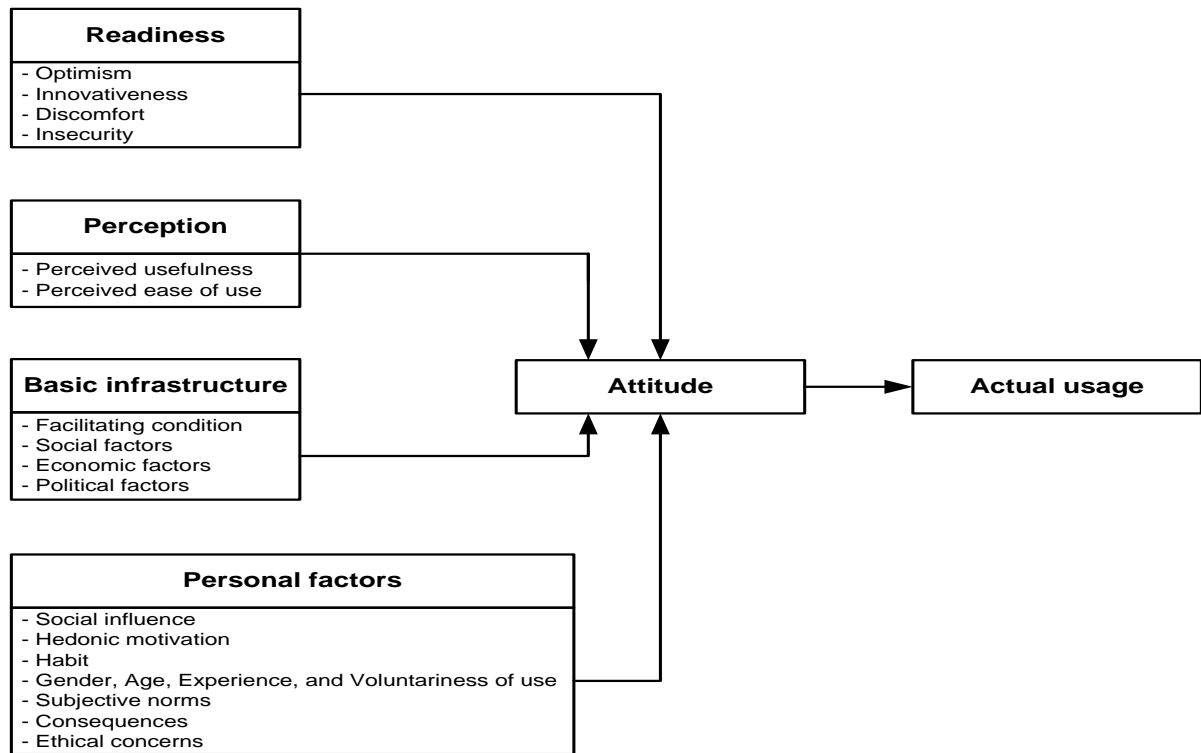 Readiness
- Optimism
- Innovativeness
- Discomfort
- Insecurity
Perception
- Perceived usefulness
- Perceived ease of use
Basic infrastructure
- Facilitating condition
- Social factors
- Economic factors
- Political factors
Attitude
Actual usage
Personal factors
- Social influence
- Hedonic motivation
- Habit
- Gender, Age, Experience, and Voluntariness of use
- Subjective norms
- Consequences
- Ethical concerns